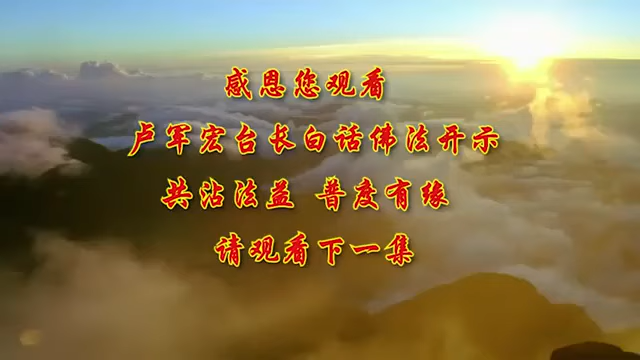 感恩您观看
卢军宏台长白话佛法开示
共沾法益 普度有缘
请观看下一集